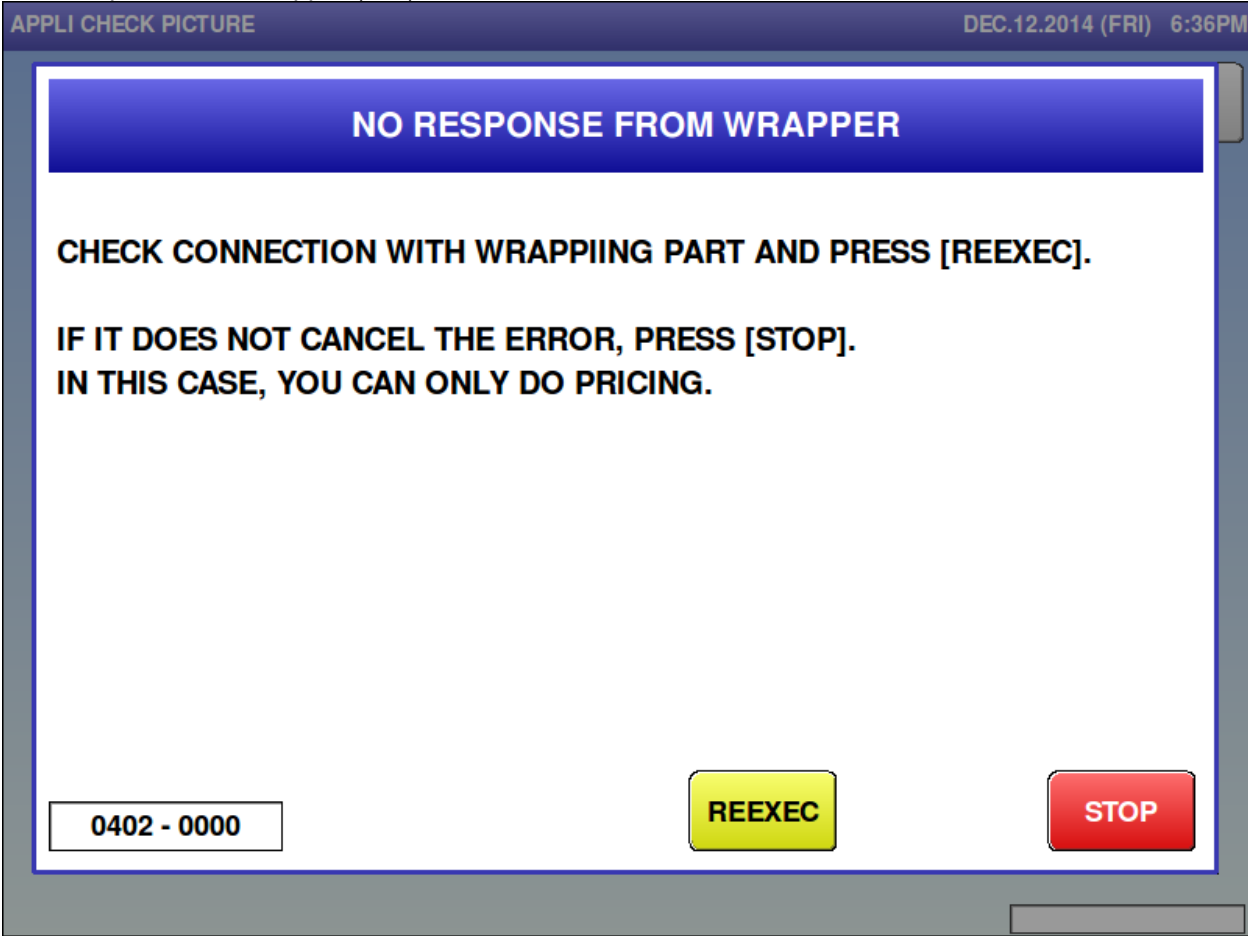 APPLI CHECK PICTURE DEC.12.2014 (FRI) 6:36PM
NO RESPONSE FROM WRAPPER
CHECK CONNECTION WITH WRAPPIING PART AND PRESS [REEXEC].
IF IT DOES NOT CANCEL THE ERROR, PRESS [STOP].
IN THIS CASE, YOU CAN ONLY DO PRICING.
0402 - 0000 REEXEC STOP